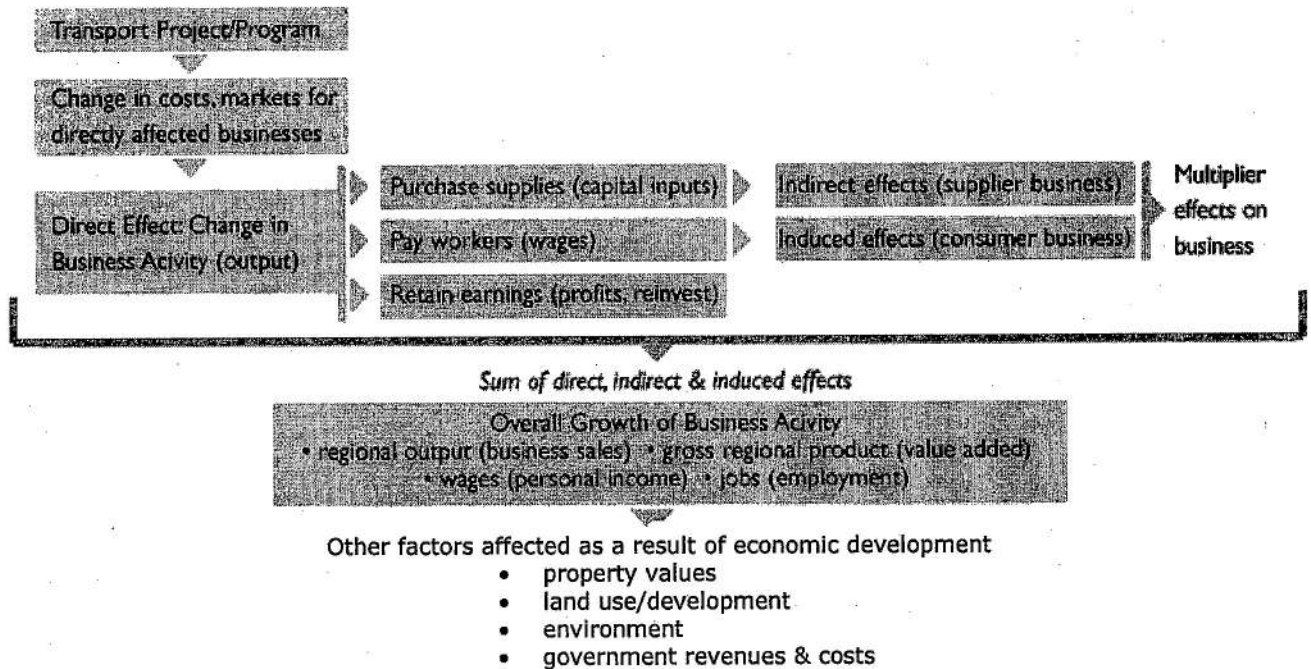 Transport Project/Program
Change in costs, markets for
directly affected businesses
Direct Effect: Change in
Business Acivity (output)
Purchase supplies (capital inputs)
Pay workers (wages)
Retain earnings (profits, reinvest)
Indirect effects (supplier business)
Induced effects (consumer business)
Multiplier
effects on
business
Sum of direct, indirect & induced effects
Overall Growth of Business Acivity
• regional output (business sales) • gross regional product (value added)
• wages (personal income) • jobs (employment)
Other factors affected as a result of economic development
• property values
• land use/development
• environment
• government revenues & costs